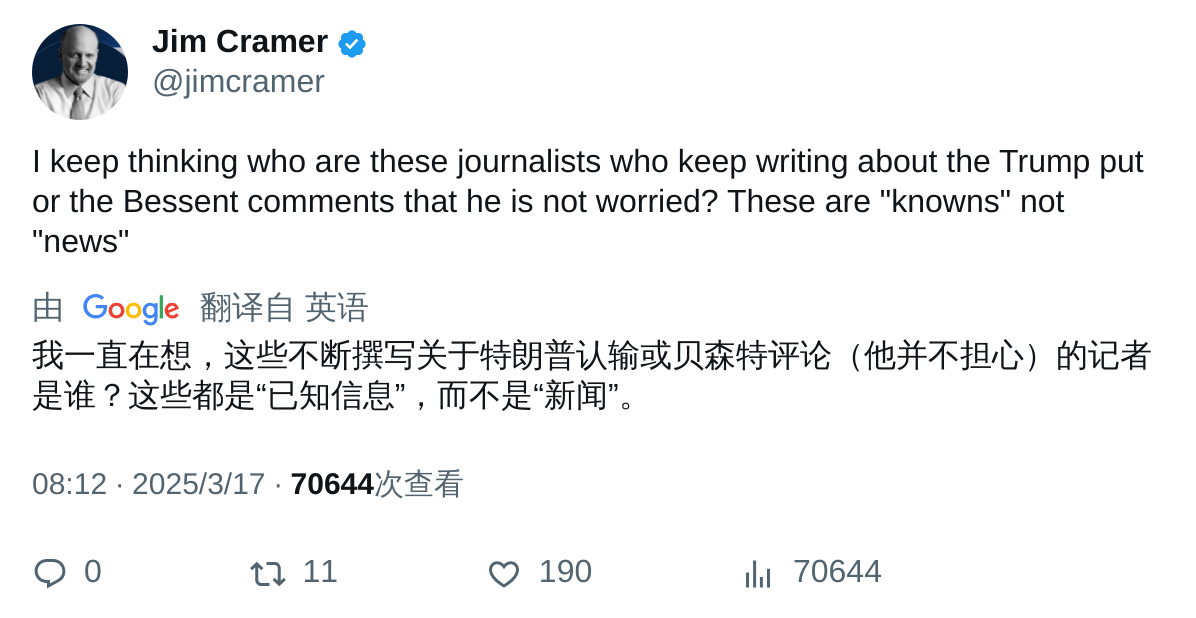 Jim Cramer
@jimcramer
I keep thinking who are these journalists who keep writing about the Trump put
or the Bessent comments that he is not worried? These are "knowns" not
"news"
由 Google 翻译自 英语
我一直在想，这些不断撰写关于特朗普认输或贝森特评论（他并不担心）的记者
是谁？这些都是“已知信息”，而不是“新闻”。
08:12 · 2025/3/17 · 70644次查看
0 11 190 70644